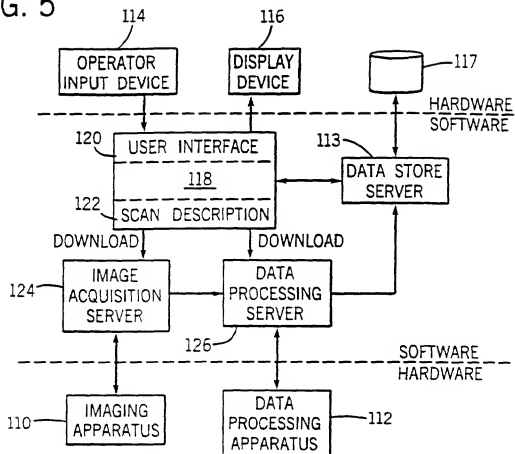 G. 5
114
116
117
OPERATOR
INPUT DEVICE
DISPLAY
DEVICE
HARDWARE
SOFTWARE
120
USER INTERFACE
113
118
DATA STORE
SERVER
122
SCAN DESCRIPTION
DOWNLOAD
DOWNLOAD
124
IMAGE
ACQUISITION
SERVER
DATA
PROCESSING
SERVER
126
SOFTWARE
HARDWARE
110
IMAGING
APPARATUS
DATA
PROCESSING
APPARATUS
112